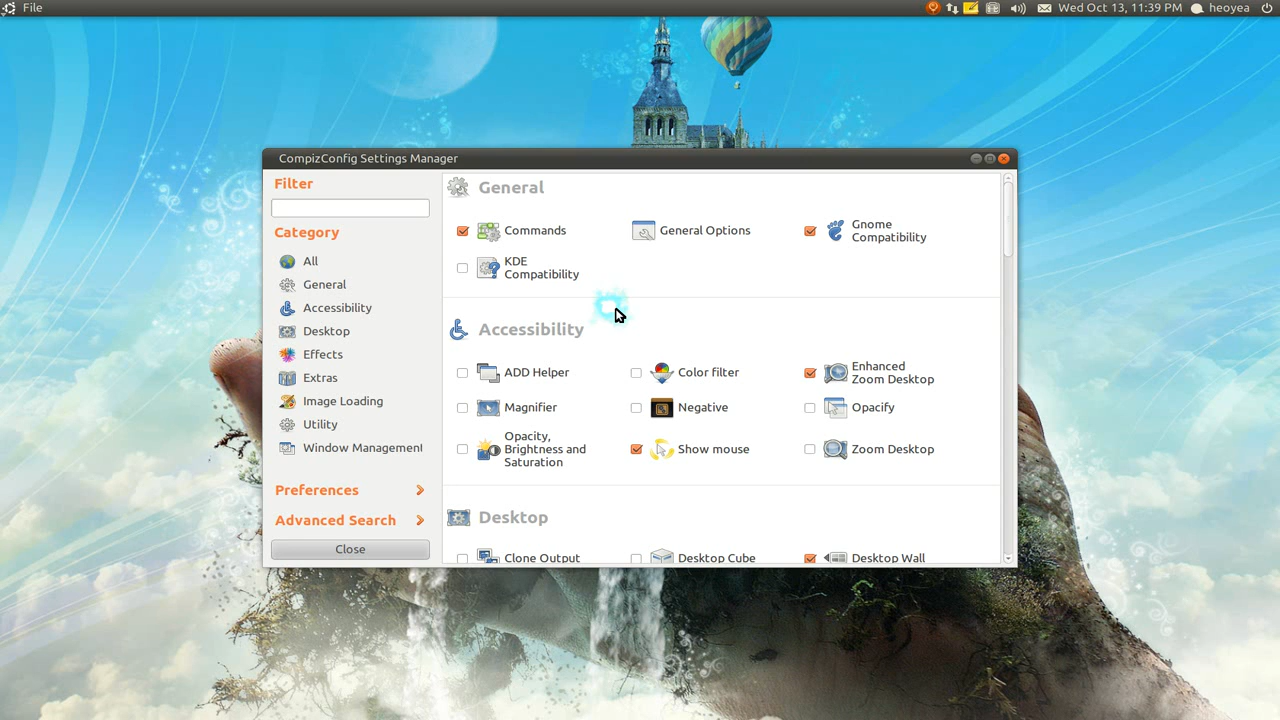 File
Wed Oct 13, 11:39 PM
heoyea
CompizConfig Settings Manager
Filter
Category
All
General
Accessibility
Desktop
Effects
Extras
Image Loading
Utility
Window Management
Preferences
Advanced Search
Close
General
Commands
General Options
Gnome
Compatibility
KDE
Compatibility
Accessibility
ADD Helper
Color filter
Enhanced
Zoom Desktop
Magnifier
Negative
Opacify
Opacity,
Brightness and
Saturation
Show mouse
Zoom Desktop
Desktop
Clone Output
Desktop Cube
Desktop Wall